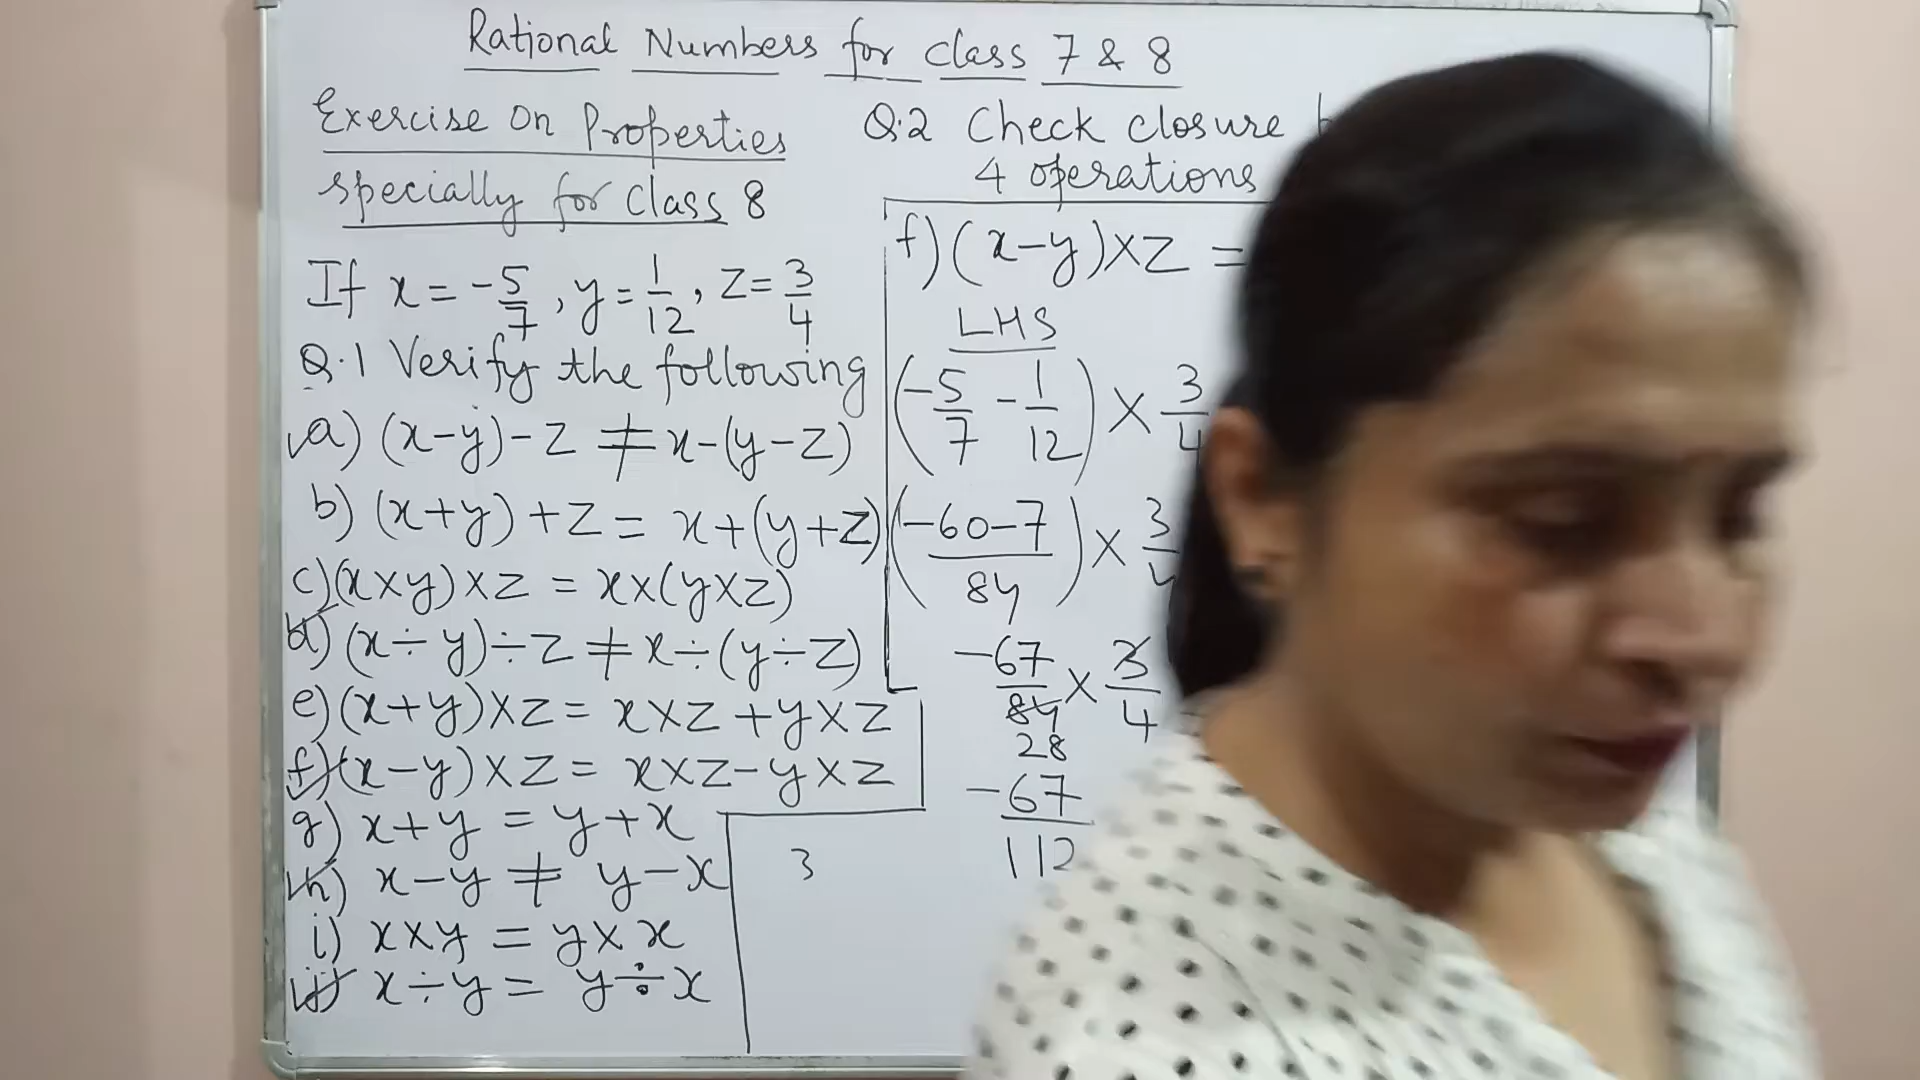 Rational Numbers for class 7 & 8
Exercise on Properties
specially for class 8
If x = -5/7, y = 1/12, z = 3/4
Q.1 Verify the following
a) (x-y)-z ≠ x-(y-z)
b) (x+y)+z = x+(y+z)
c) (x×y)×z = x×(y×z)
d) (x÷y)÷z ≠ x÷(y÷z)
e) (x+y)×z = x×z+y×z
f) (x-y)×z = x×z-y×z
g) x+y = y+x
h) x-y ≠ y-x
i) x×y = y×x
j) x÷y = y÷x
Q.2 Check closure
4 operations
f) (x-y)×z =
LHS
(-5/7 - 1/12) × 3/4
(-60-7/84) × 3/4
-67/84 × 3/4
28
-67/112
3